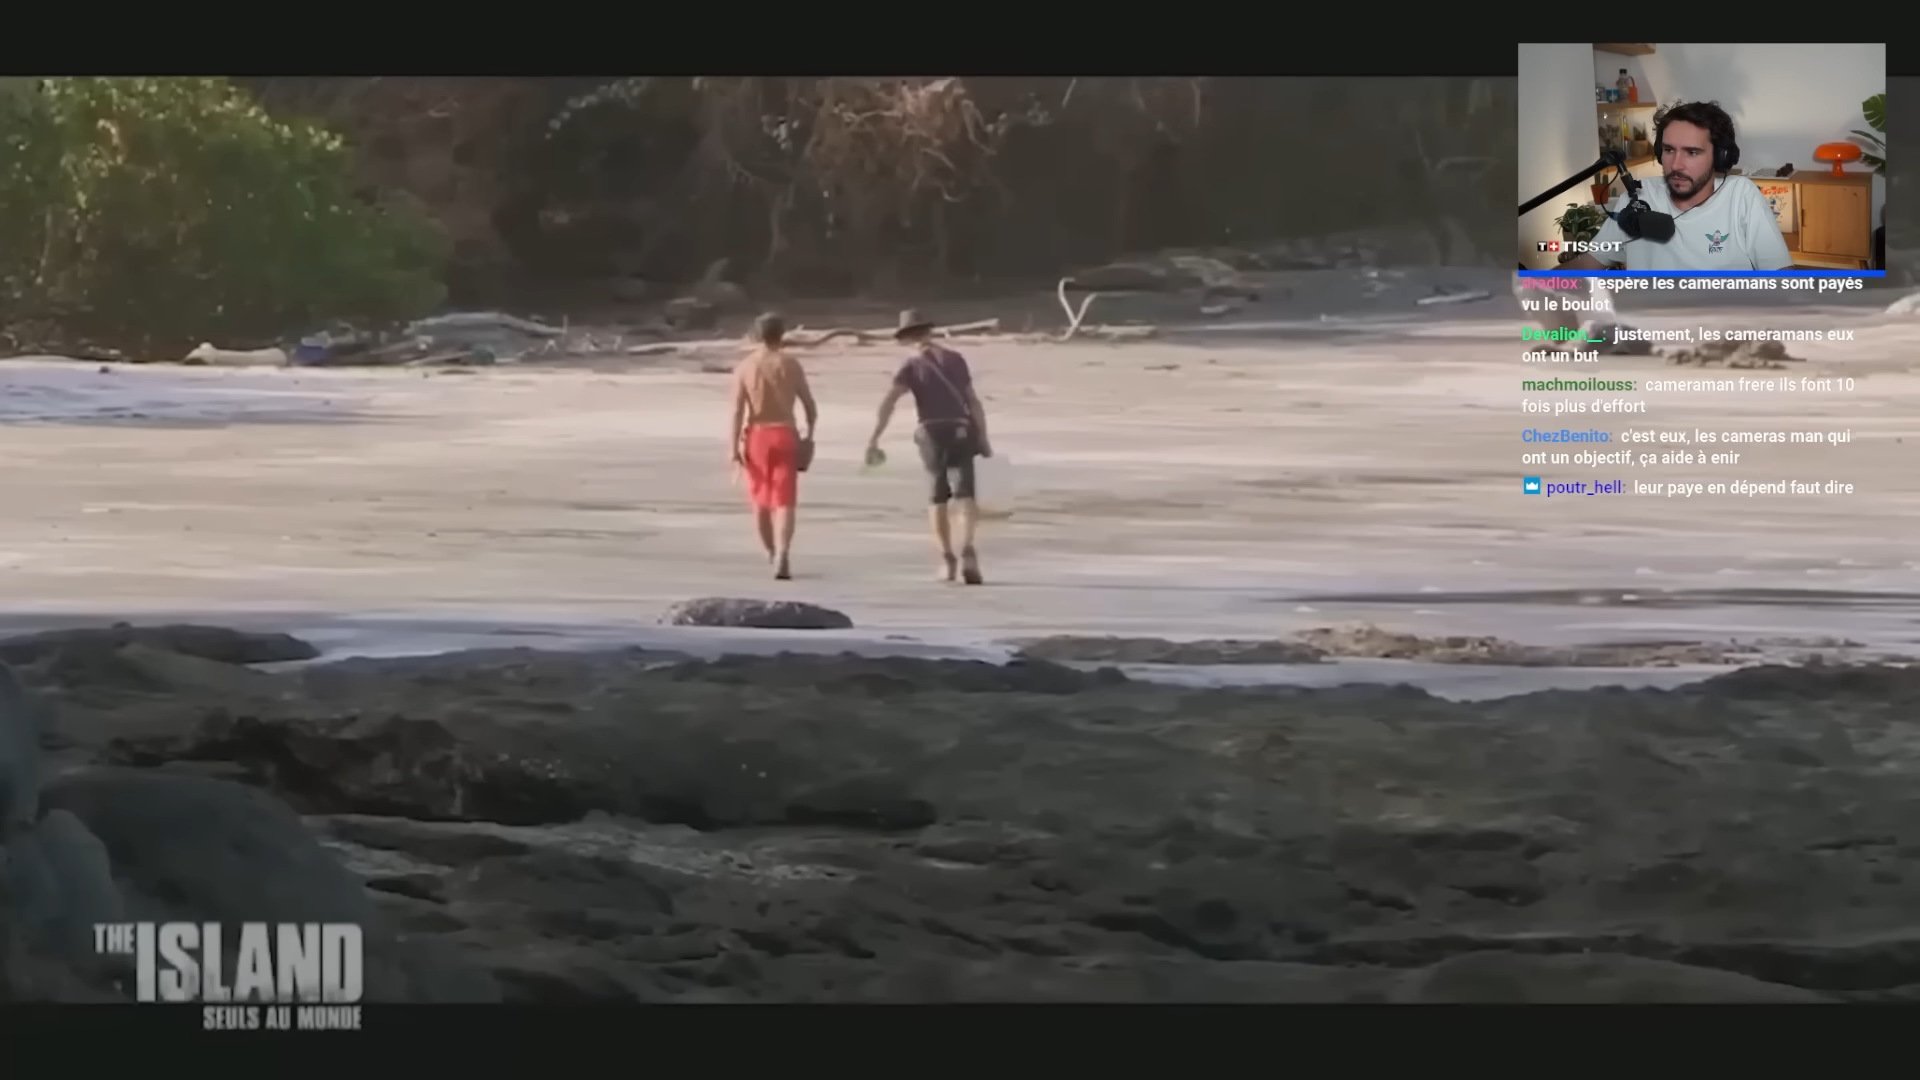 T+TISSOT
j'espère les cameramans sont payés
vu le boulot
Devalion__: justement, les cameramans eux
ont un but
machmoilouss: cameraman frere ils font 10
fois plus d'effort
ChezBenito: c'est eux, les cameras man qui
ont un objectif, ça aide à enir
poutr_hell: leur paye en dépend faut dire
THE ISLAND
SEULS AU MONDE